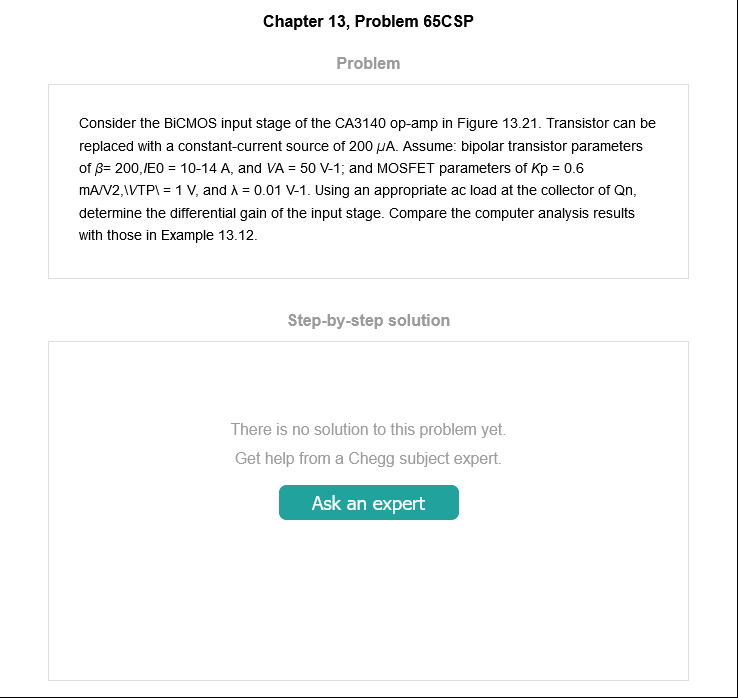 Chapter 13, Problem 65CSP
Problem
Consider the BiCMOS input stage of the CA3140 op-amp in Figure 13.21. Transistor can be
replaced with a constant-current source of 200 μA. Assume: bipolar transistor parameters
of β= 200,IE0 = 10-14 A, and VA = 50 V-1; and MOSFET parameters of Kp = 0.6
mA/V2,\VTP\ = 1 V, and λ = 0.01 V-1. Using an appropriate ac load at the collector of Qn,
determine the differential gain of the input stage. Compare the computer analysis results
with those in Example 13.12.
Step-by-step solution
There is no solution to this problem yet.
Get help from a Chegg subject expert.
Ask an expert